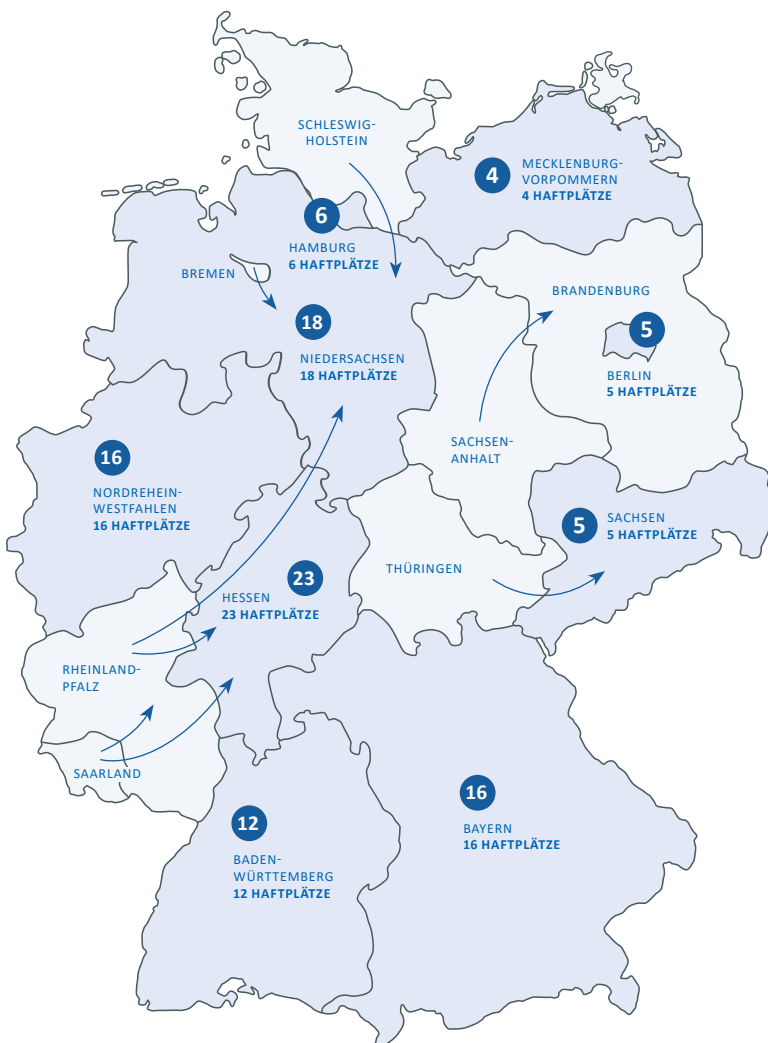 SCHLESWIG-
HOLSTEIN
4
MECKLENBURG-
VORPOMMERN
4 HAFTPLÄTZE
6
HAMBURG
6 HAFTPLÄTZE
BREMEN
BRANDENBURG
18
NIEDERSACHSEN
18 HAFTPLÄTZE
5
BERLIN
5 HAFTPLÄTZE
SACHSEN-
ANHALT
16
NORDREHEIN-
WESTFAHLEN
16 HAFTPLÄTZE
5
SACHSEN
5 HAFTPLÄTZE
THÜRINGEN
23
HESSEN
23 HAFTPLÄTZE
RHEINLAND-
PFALZ
SAARLAND
16
BAYERN
16 HAFTPLÄTZE
12
BADEN-
WÜRTTEMBERG
12 HAFTPLÄTZE